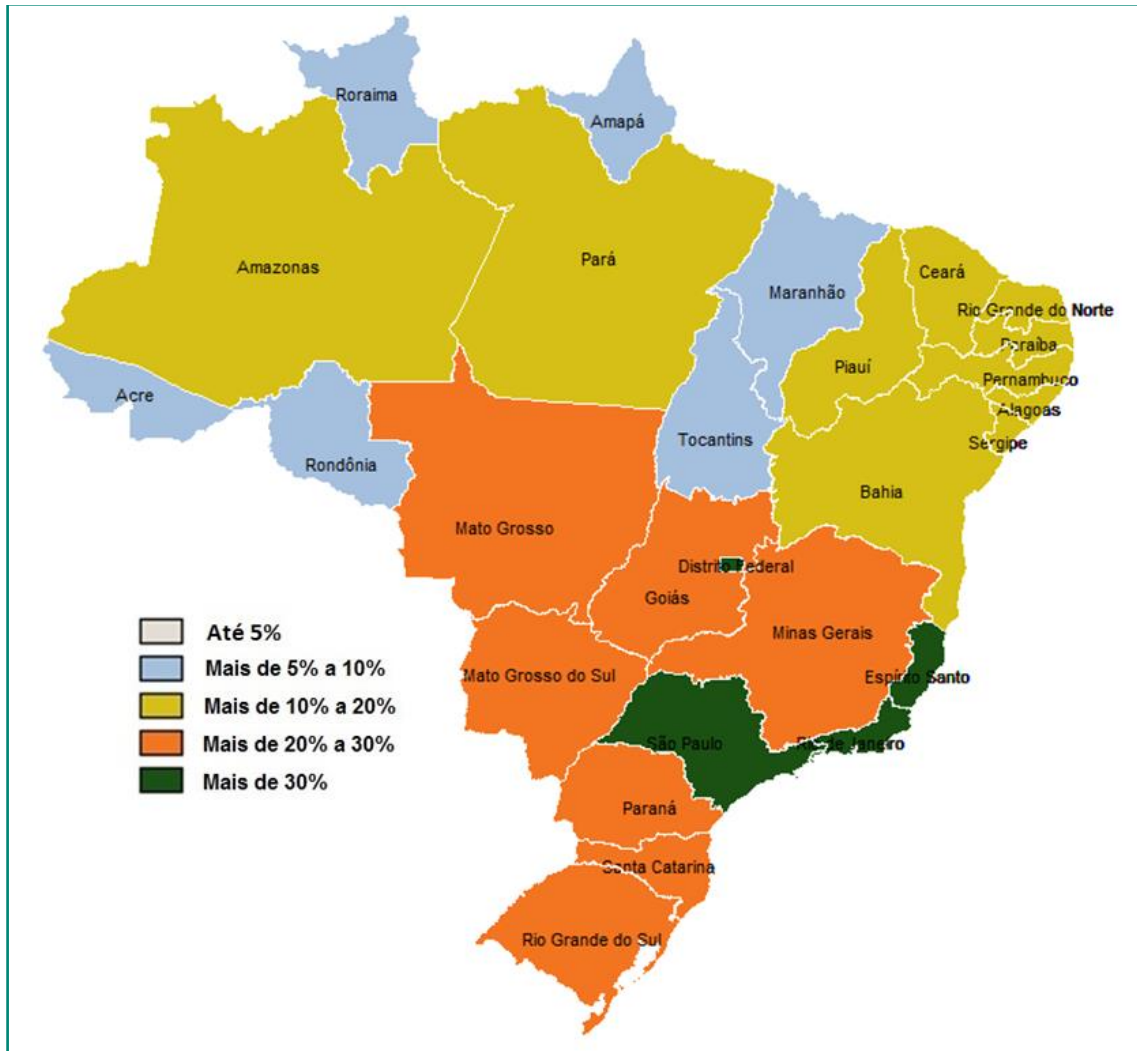 Roraima
Amapá
Amazonas
Pará
Maranhão
Ceará
Rio Grande do Norte
Paraíba
Piauí
Pernambuco
Acre
Alagoas
Tocantins
Sergipe
Rondônia
Bahia
Mato Grosso
Distrito Federal
Goiás
Minas Gerais
Mato Grosso do Sul
Espírito Santo
São Paulo
Rio de Janeiro
Paraná
Santa Catarina
Rio Grande do Sul
Até 5%
Mais de 5% a 10%
Mais de 10% a 20%
Mais de 20% a 30%
Mais de 30%